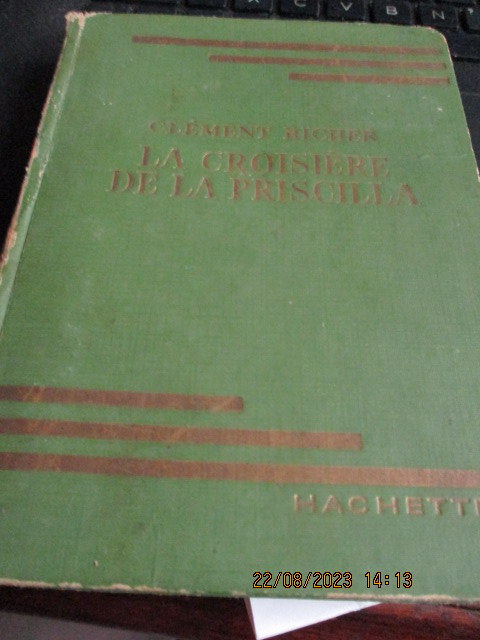 X C V B N
CLÉMENT RICHER
LA CROISIÈRE
DE LA PRISCILLA
HACHETTE
22/08/2023 14:13